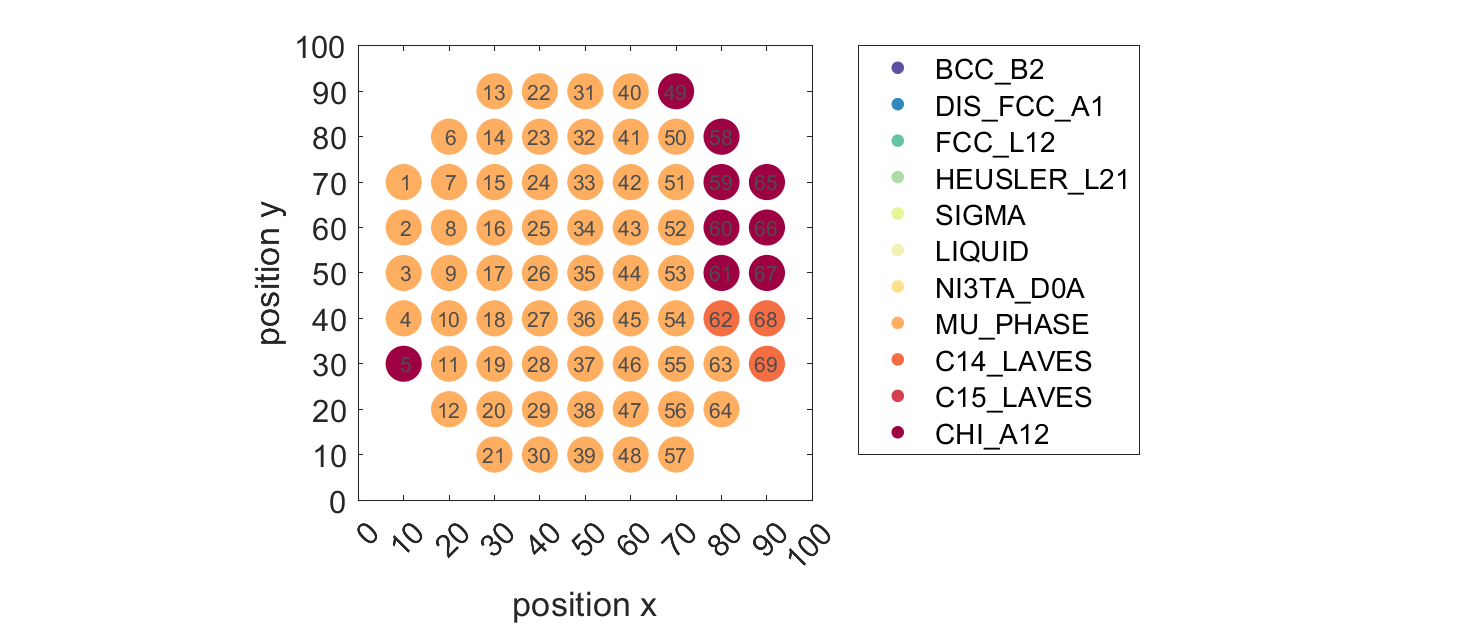 100
90 13 22 31 40 49
80 6 14 23 32 41 50 58
70 1 7 15 24 33 42 51 59 65
60 2 8 16 25 34 43 52 60 66
50 3 9 17 26 35 44 53 61 67
40 4 10 18 27 36 45 54 62 68
30 5 11 19 28 37 46 55 63 69
20 12 20 29 38 47 56 64
10 21 30 39 48 57
0
0 10 20 30 40 50 60 70 80 90 100
position x
position y
BCC_B2
DIS_FCC_A1
FCC_L12
HEUSLER_L21
SIGMA
LIQUID
NI3TA_D0A
MU_PHASE
C14_LAVES
C15_LAVES
CHI_A12